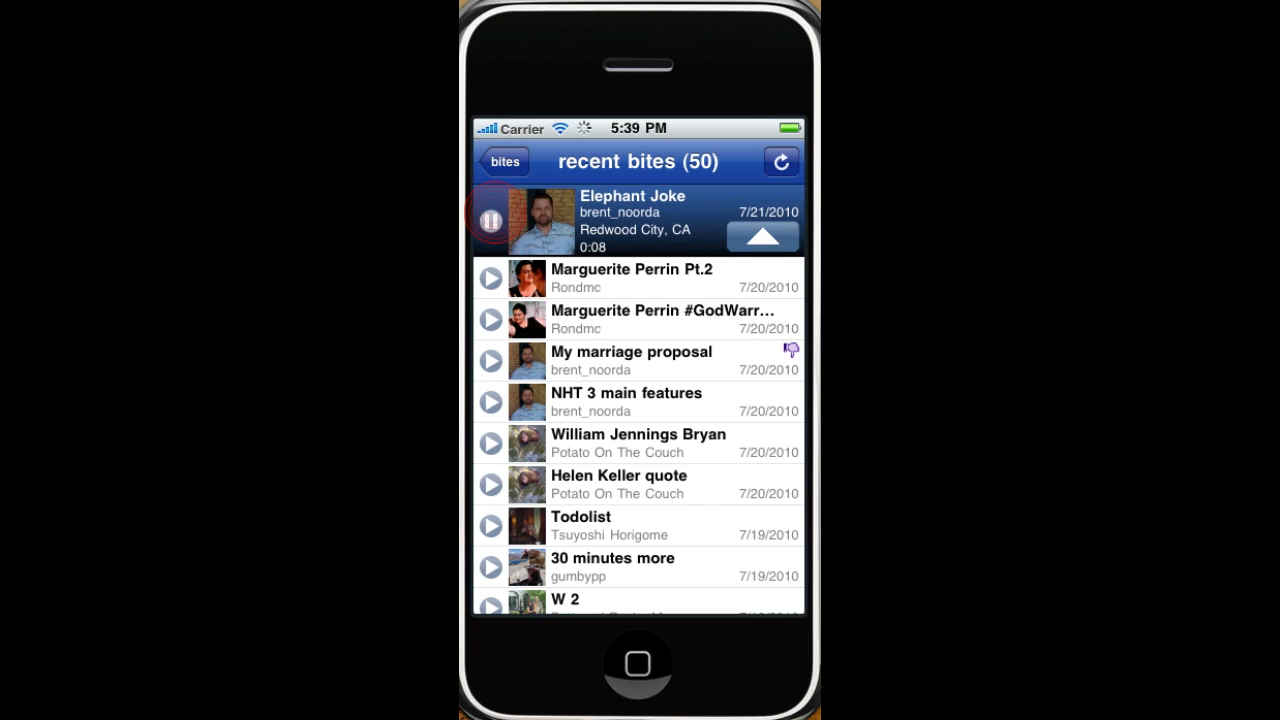 Carrier 5:39 PM
bites recent bites (50)
Elephant Joke
brent_noorda 7/21/2010
Redwood City, CA
0:08
Marguerite Perrin Pt.2
Rondmc 7/20/2010
Marguerite Perrin #GodWarr...
Rondmc 7/20/2010
My marriage proposal
brent_noorda 7/20/2010
NHT 3 main features
brent_noorda 7/20/2010
William Jennings Bryan
Potato On The Couch 7/20/2010
Helen Keller quote
Potato On The Couch 7/20/2010
Todolist
Tsuyoshi Horigome 7/19/2010
30 minutes more
gumbypp 7/19/2010
W 2